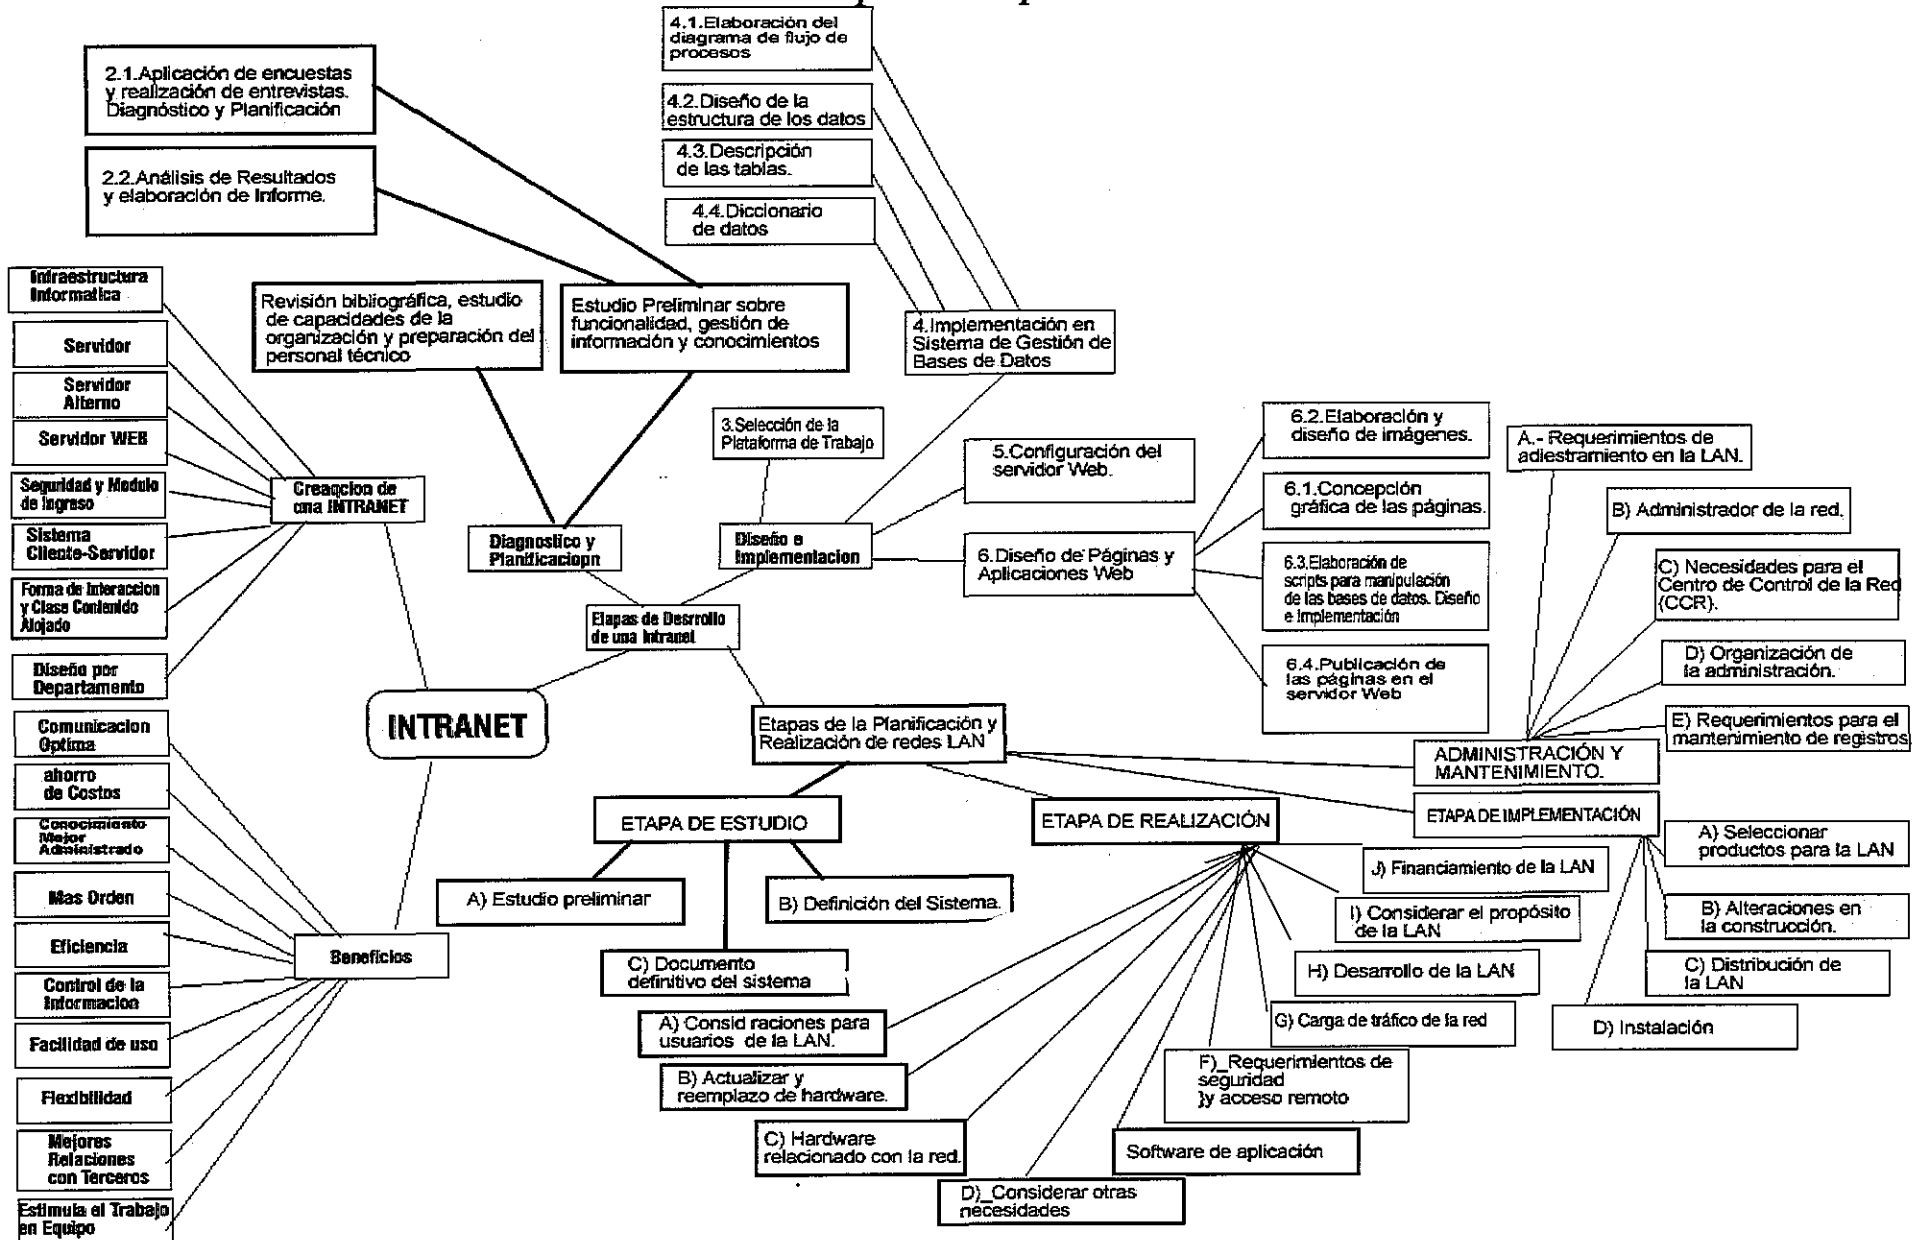 4.1.Elaboración del
diagrama de flujo de
procesos
2.1.Aplicación de encuestas
y realización de entrevistas.
Diagnóstico y Planificación
4.2.Diseño de la
estructura de los datos
4.3.Descripción
de las tablas.
2.2.Análisis de Resultados
y elaboración de Informe.
4.4.Diccionario
de datos
Infraestructura
Informatica
Servidor
Servidor
Alterno
Servidor WEB
Seguridad y Modulo
de Ingreso
Sistema
Cliente-Servidor
Forma de Interaccion
y Clase Contenido
Alojado
Diseño por
Departamento
Creaqcion de
una INTRANET
Revisión bibliográfica, estudio
de capacidades de la
organización y preparación del
personal técnico
Estudio Preliminar sobre
funcionalidad, gestión de
información y conocimientos
4.Implementación en
Sistema de Gestión de
Bases de Datos
3.Selección de la
Plataforma de Trabajo
Diagnostico y
Planificaciopn
Diseño e
Implementacion
5.Configuración del
servidor Web.
6.Diseño de Páginas y
Aplicaciones Web
6.2.Elaboración y
diseño de imágenes.
6.1.Concepción
gráfica de las páginas.
6.3.Elaboración de
scripts para manipulación
de las bases de datos. Diseño
e Implementación
6.4.Publicación de
las páginas en el
servidor Web
Etapas de Desrrollo
de una Intranet
INTRANET
A.- Requerimientos de
adiestramiento en la LAN.
B) Administrador de la red.
C) Necesidades para el
Centro de Control de la Red
(CCR).
D) Organización de
la administración.
E) Requerimientos para el
mantenimiento de registros
Etapas de la Planificación y
Realización de redes LAN
ADMINISTRACIÓN Y
MANTENIMIENTO.
ETAPA DE IMPLEMENTACIÓN
A) Seleccionar
productos para la LAN
B) Alteraciones en
la construcción.
C) Distribución de
la LAN
D) Instalación
ETAPA DE ESTUDIO
A) Estudio preliminar
B) Definición del Sistema.
C) Documento
definitivo del sistema
ETAPA DE REALIZACIÓN
J) Financiamiento de la LAN
I) Considerar el propósito
de la LAN
H) Desarrollo de la LAN
G) Carga de tráfico de la red
F)_Requerimientos de
seguridad
}y acceso remoto
Software de aplicación
D)_Considerar otras
necesidades
C) Hardware
relacionado con la red.
B) Actualizar y
reemplazo de hardware.
A) Consid raciones para
usuarios de la LAN.
Comunicacion
Optima
ahorro
de Costos
Conocimiento
Mejor
Administrado
Mas Orden
Eficiencia
Control de la
Informacion
Facilidad de uso
Flexibilidad
Mejores
Relaciones
con Terceros
Estimula el Trabajo
en Equipo
Beneficios